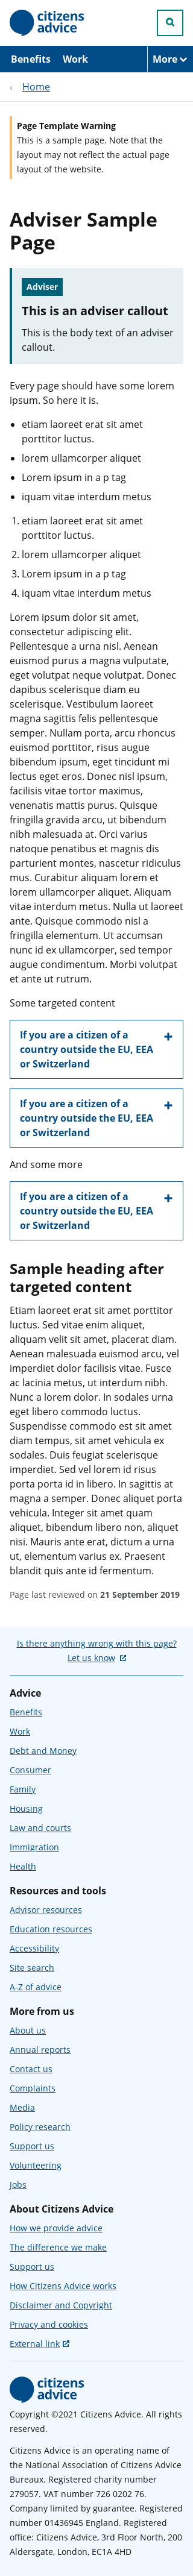 citizens
advice
Benefits Work More
‹ Home
Page Template Warning
This is a sample page. Note that the
layout may not reflect the actual page
layout of the website.
Adviser Sample
Page
Adviser
This is an adviser callout
This is the body text of an adviser
callout.
Every page should have some lorem
ipsum. So here it is.
• etiam laoreet erat sit amet
porttitor luctus.
• lorem ullamcorper aliquet
• Lorem ipsum in a p tag
• iquam vitae interdum metus
1. etiam laoreet erat sit amet
porttitor luctus.
2. lorem ullamcorper aliquet
3. Lorem ipsum in a p tag
4. iquam vitae interdum metus
Lorem ipsum dolor sit amet,
consectetur adipiscing elit.
Pellentesque a urna nisl. Aenean
euismod purus a magna vulputate,
eget volutpat neque volutpat. Donec
dapibus scelerisque diam id
volutpat. Vestibulum laoreet magna
quis sapien sagittis felis pellentesque
semper. Nullam porta, arcu rhoncus
eleifend porttitor, risus augue
bibendum ipsum, eget tincidunt mi
lectus eget eros. Donec nisl ipsum,
facilisis vitae tortor maximus,
venenatis mattis purus. Quisque
fringilla gravida arcu, ut bibendum
nibh malesuada at. Orci varius
natoque penatibus et magnis dis
parturient montes, nascetur ridiculus
mus. Curabitur aliquam lorem et
lorem ullamcorper aliquet. Aliquam
vitae interdum metus. Nulla ut laoreet
ante. Quisque commodo nisl a
fringilla elementum. Ut accumsan
nunc id ex ullamcorper, sed tempor
augue condimentum. Morbi volutpat
ex at ante ut rutrum.
Some targeted content
If you are a citizen of a
country outside the EU, EEA
or Switzerland
If you are a citizen of a
country outside the EU, EEA
or Switzerland
And some more
If you are a citizen of a
country outside the EU, EEA
or Switzerland
Sample heading after
targeted content
Etiam laoreet erat sit amet porttitor
luctus. Sed vitae enim aliquet,
aliquam velit sit amet, placerat diam.
Aenean malesuada euismod arcu, vel
imperdiet dolor facilisis vitae. Fusce
ac lacinia metus, ut interdum nibh.
Nunc a lorem dolor. In sodales urna
eget libero commodo luctus.
Suspendisse commodo est sit amet
diam tempus, sit amet vehicula ex
sodales. Duis feugiat scelerisque
imperdiet. Sed vel lorem id risus
porta porta id in libero. In sagittis at
magna a semper. Donec aliquet porta
vehicula. Integer sit amet quam
aliquet, bibendum libero non, aliquet
nisi. Mauris ante erat, dictum a urna
ut, elementum varius ex. Praesent
blandit quis ante id fermentum.
Page last reviewed on 21 September 2019
Is there anything wrong with this page?
Let us know
Advice
Benefits
Work
Debt and Money
Consumer
Family
Housing
Law and courts
Immigration
Health
Resources and tools
Advisor resources
Education resources
Accessibility
Site search
A-Z of advice
More from us
About us
Annual reports
Contact us
Complaints
Media
Policy research
Support us
Volunteering
Jobs
About Citizens Advice
How we provide advice
The difference we make
Support us
How Citizens Advice works
Disclaimer and Copyright
Privacy and cookies
External link
citizens
advice
Copyright ©2021 Citizens Advice. All rights
reserved.
Citizens Advice is an operating name of
the National Association of Citizens Advice
Bureaux. Registered charity number
279057. VAT number 726 0202 76.
Company limited by guarantee. Registered
number 01436945 England. Registered
office: Citizens Advice, 3rd Floor North, 200
Aldersgate, London, EC1A 4HD